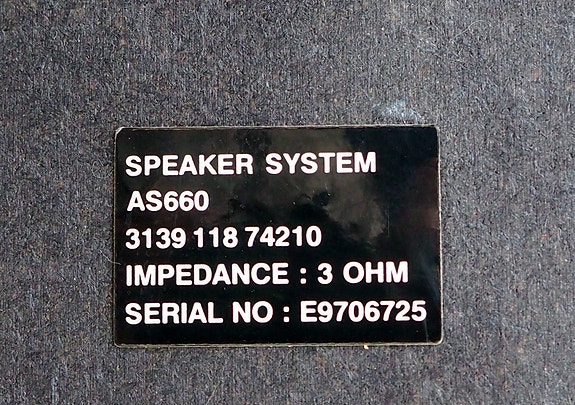 SPEAKER SYSTEM
AS660
3139 118 74210
IMPEDANCE : 3 OHM
SERIAL NO : E9706725